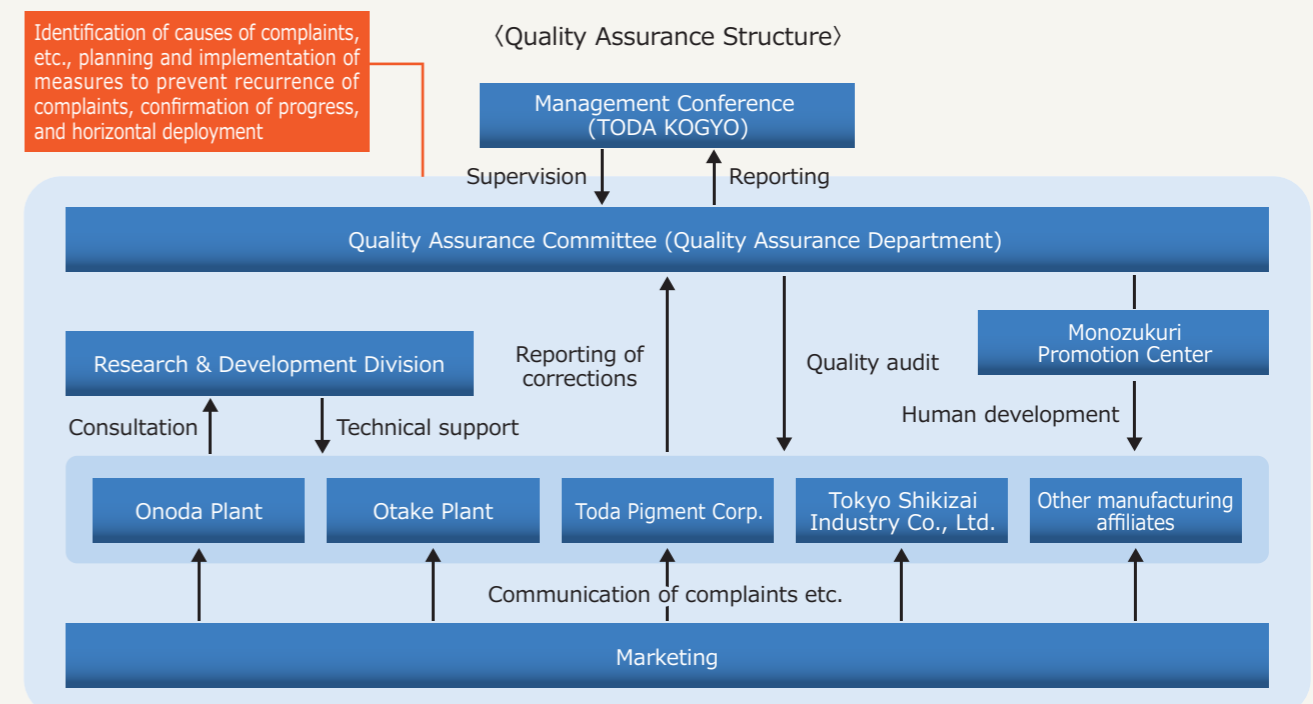 Identification of causes of complaints,
etc., planning and implementation of
measures to prevent recurrence of
complaints, confirmation of progress,
and horizontal deployment
〈Quality Assurance Structure〉
Management Conference
(TODA KOGYO)
Supervision
Reporting
Quality Assurance Committee (Quality Assurance Department)
Research & Development Division
Reporting of
corrections
Quality audit
Monozukuri
Promotion Center
Consultation
Technical support
Human development
Onoda Plant
Otake Plant
Toda Pigment Corp.
Tokyo Shikizai
Industry Co., Ltd.
Other manufacturing
affiliates
Communication of complaints etc.
Marketing